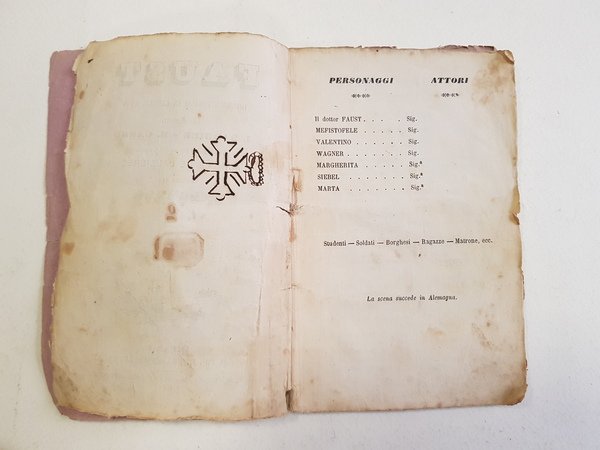 PERSONAGGI ATTORI
Il dottor FAUST . . . . Sig.
MEFISTOFELE . . . . . . Sig.
VALENTINO . . . . . . . Sig.
WAGNER . . . . . . . . Sig.
MARGHERITA . . . . . . Sig.ª
SIEBEL . . . . . . . . Sig.ª
MARTA . . . . . . . . Sig.ª
Studenti — Soldati — Borghesi — Ragazze — Matrone, ecc.
La scena succede in Alemagna.